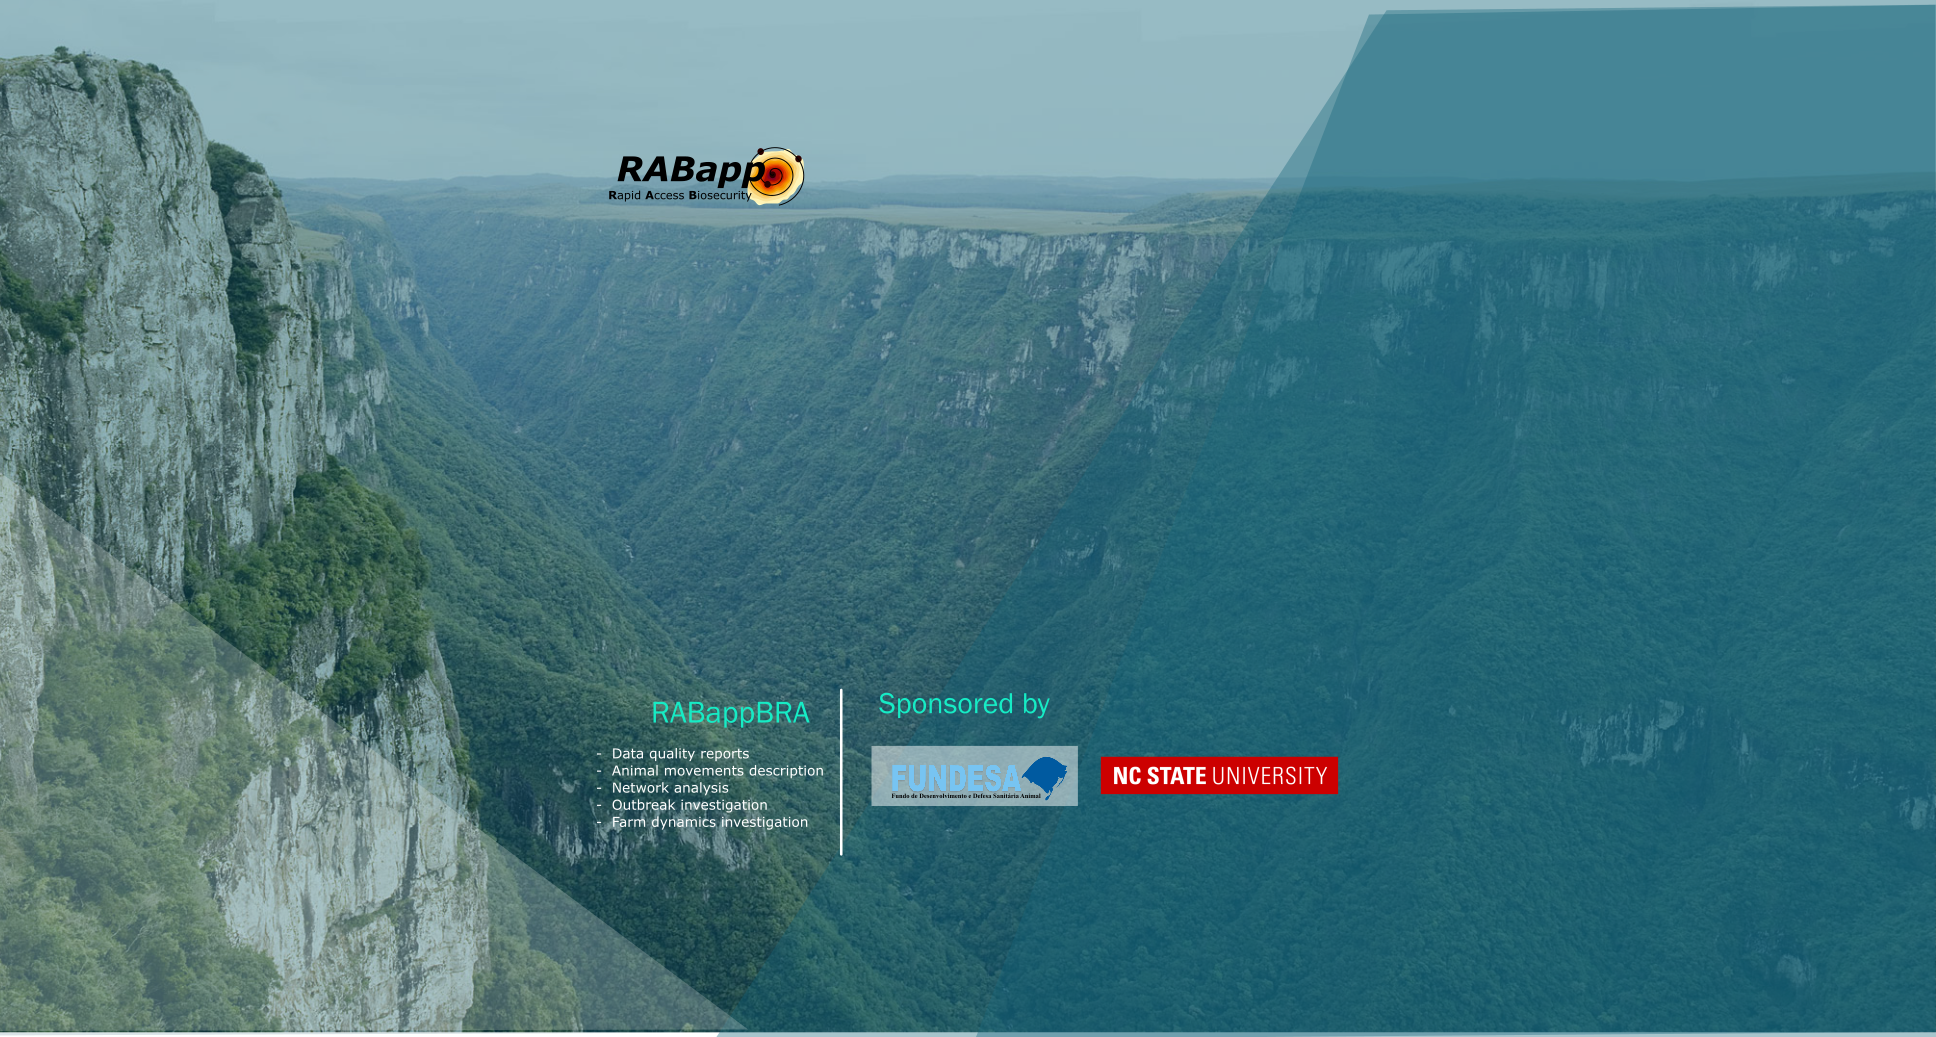 RABapp
Rapid Access Biosecurity
RABappBRA
- Data quality reports
- Animal movements description
- Network analysis
- Outbreak investigation
- Farm dynamics investigation
Sponsored by
FUNDESA
Fundo de Desenvolvimento e Defesa Sanitária Animal
NC STATE UNIVERSITY